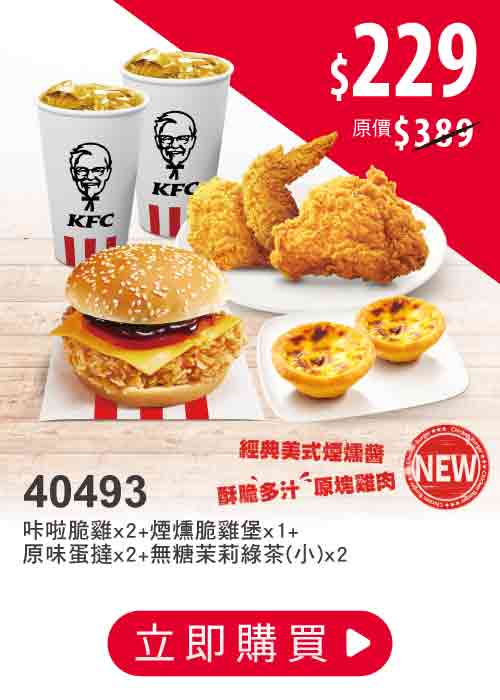 $229
原價 $389
KFC
KFC
經典美式煙燻醬
酥脆多汁 原塊雞肉
NEW
40493
咔啦脆雞x2+煙燻脆雞堡x1+
原味蛋撻x2+無糖茉莉綠茶(小)x2
立即購買